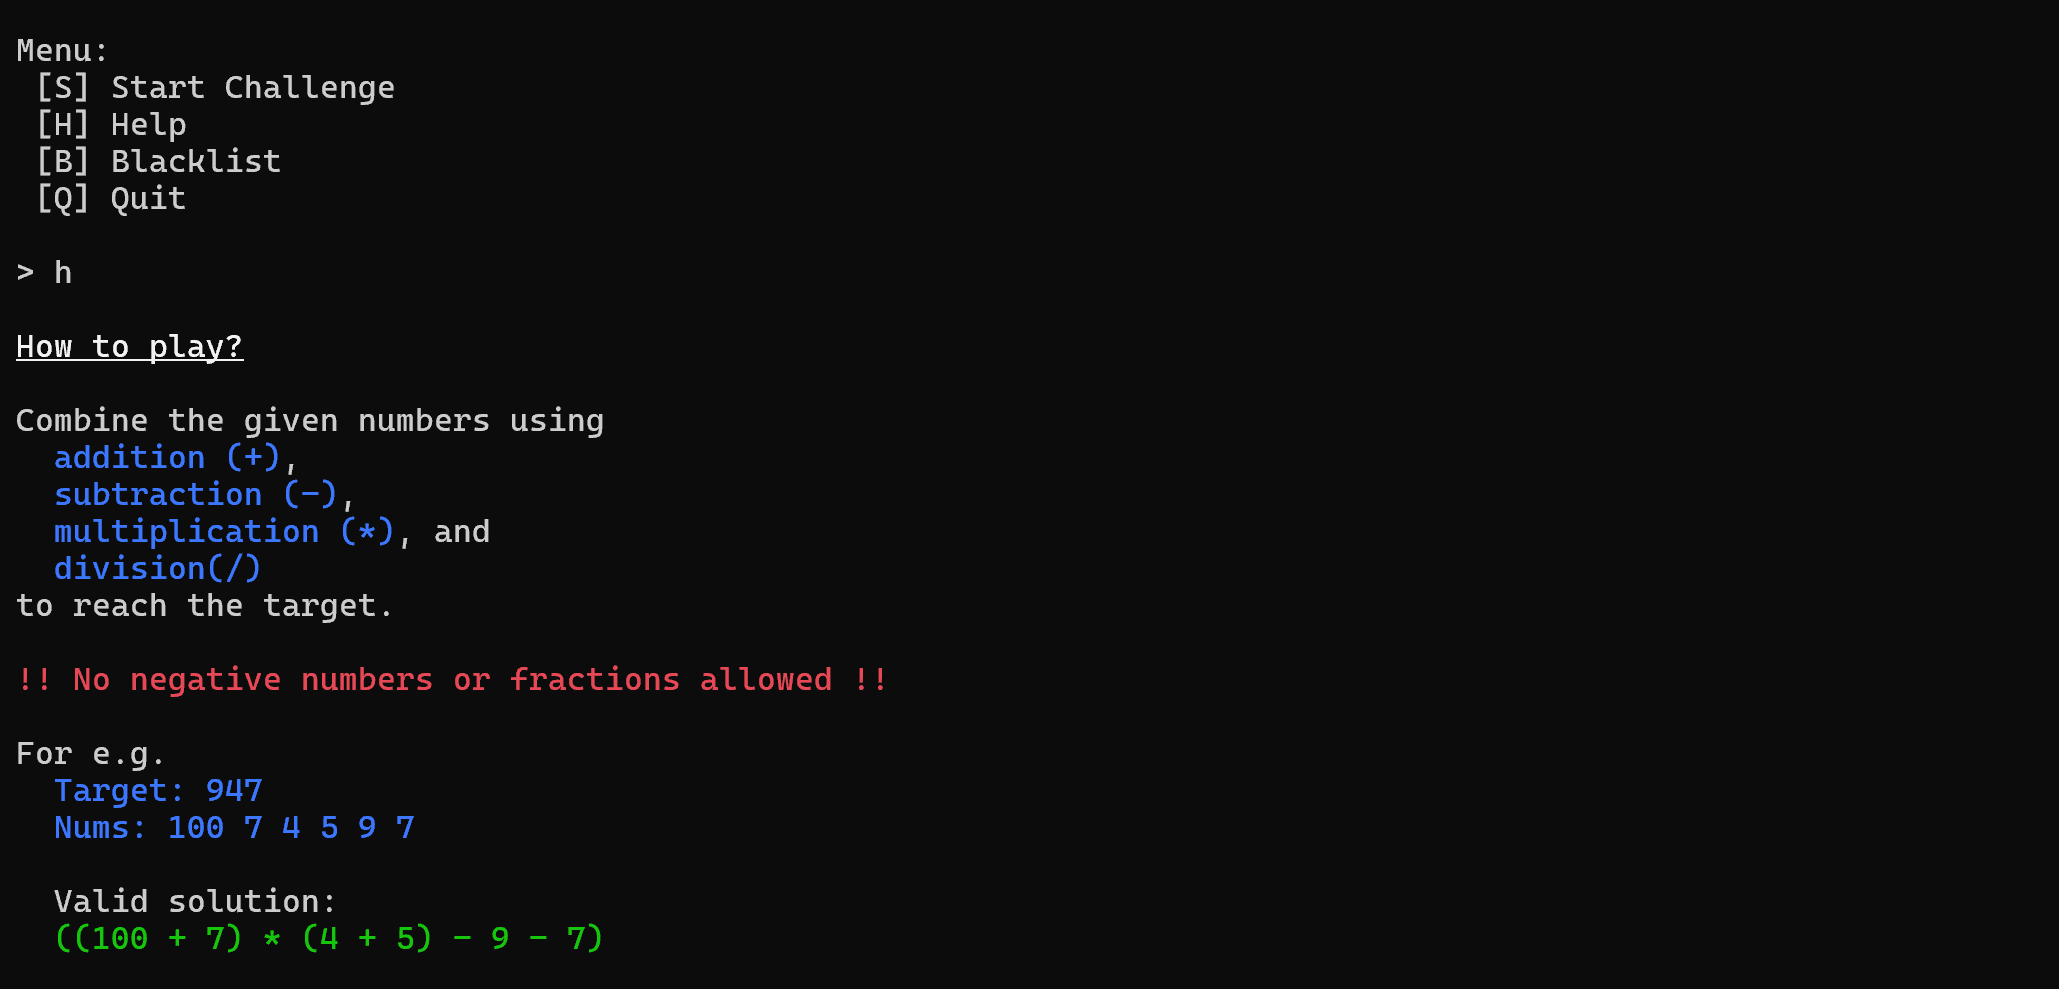 Menu:
[S] Start Challenge
[H] Help
[B] Blacklist
[Q] Quit
> h
How to play?
Combine the given numbers using
addition (+),
subtraction (-),
multiplication (*), and
division(/)
to reach the target.
!! No negative numbers or fractions allowed !!
For e.g.
Target: 947
Nums: 100 7 4 5 9 7
Valid solution:
((100 + 7) * (4 + 5) - 9 - 7)